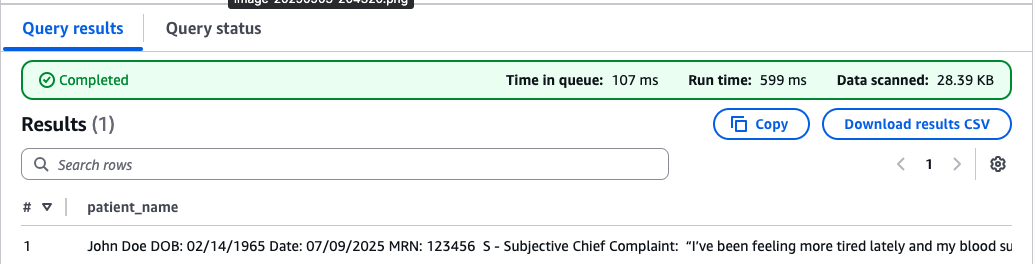 Query results Query status
Completed Time in queue: 107 ms Run time: 599 ms Data scanned: 28.39 KB
Results (1) Copy Download results CSV
Search rows 1
# patient_name
1 John Doe DOB: 02/14/1965 Date: 07/09/2025 MRN: 123456 S - Subjective Chief Complaint: “I’ve been feeling more tired lately and my blood su